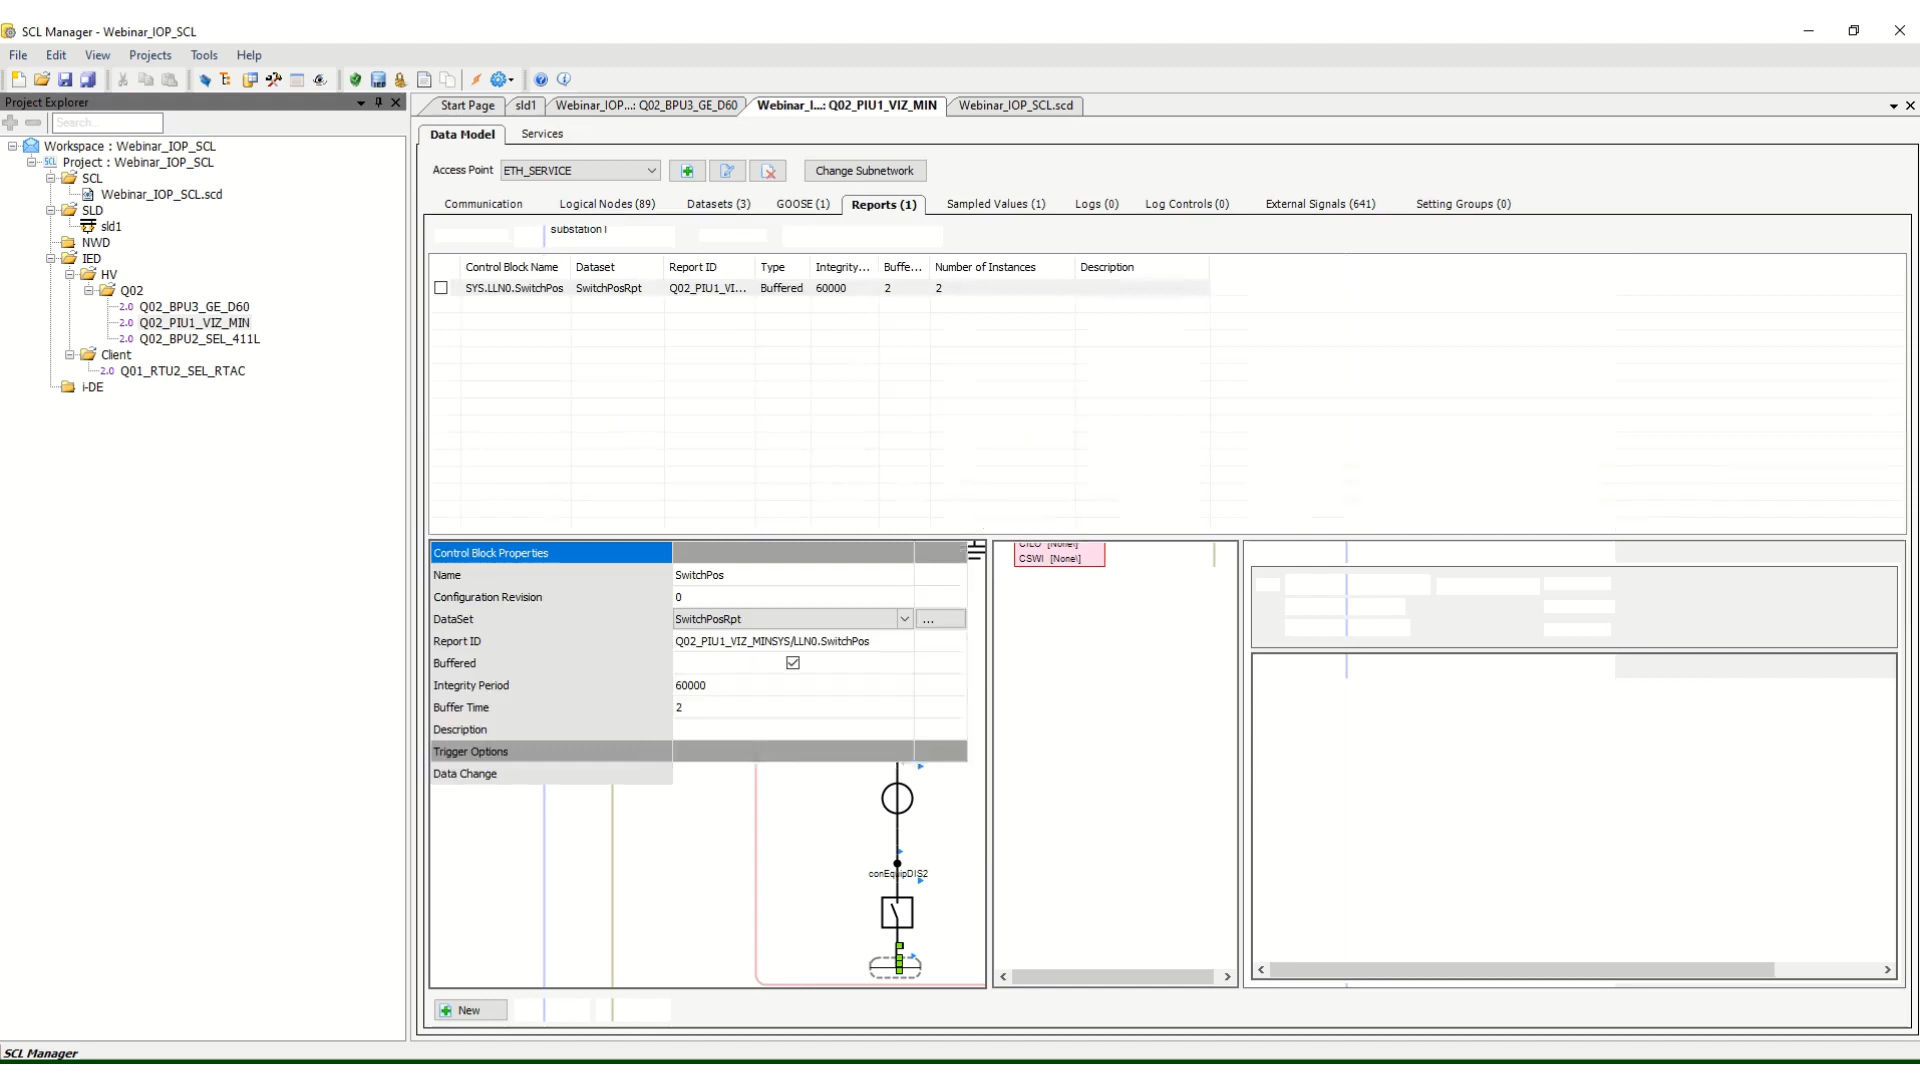 SCL Manager - Webinar_IOP_SCL
File Edit View Projects Tools Help
Project Explorer
Search...
Workspace : Webinar_IOP_SCL
Project : Webinar_IOP_SCL
SCL
Webinar_IOP_SCL.scd
SLD
sld1
NWD
IED
HV
Q02
2.0 Q02_BPU3_GE_D60
2.0 Q02_PIU1_VIZ_MIN
2.0 Q02_BPU2_SEL_411L
Client
2.0 Q01_RTU2_SEL_RTAC
i-DE
Start Page sld1 Webinar_IOP...: Q02_BPU3_GE_D60 Webinar_I...: Q02_PIU1_VIZ_MIN Webinar_IOP_SCL.scd
Data Model Services
Access Point ETH_SERVICE Change Subnetwork
Communication Logical Nodes (89) Datasets (3) GOOSE (1) Reports (1) Sampled Values (1) Logs (0) Log Controls (0) External Signals (641) Setting Groups (0)
substation1
Control Block Name Dataset Report ID Type Integrity... Buffe... Number of Instances Description
SYS.LLN0.SwitchPos SwitchPosRpt Q02_PIU1_VI... Buffered 60000 2 2
Control Block Properties
Name SwitchPos
Configuration Revision 0
DataSet SwitchPosRpt ...
Report ID Q02_PIU1_VIZ_MINSYS/LLN0.SwitchPos
Buffered
Integrity Period 60000
Buffer Time 2
Description
Trigger Options
Data Change
CILO [None\]
CSWI [None\]
conEquipDIS2
New
SCL Manager